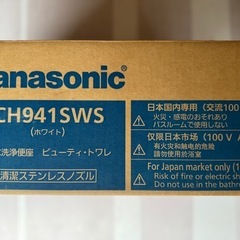 Panasonic
CH941SWS
(ホワイト)
洗浄便座 ビューティ・トワレ
清潔ステンレスノズル
日本国内専用(交流100
火災・感電のおそれあり
バスルームで使用しない
仅限日本市场(100 V A
有火灾和触电的危险
请勿使用于浴室
For Japan market only (1
Risk of fire or electric sh
Do not use in the bathro